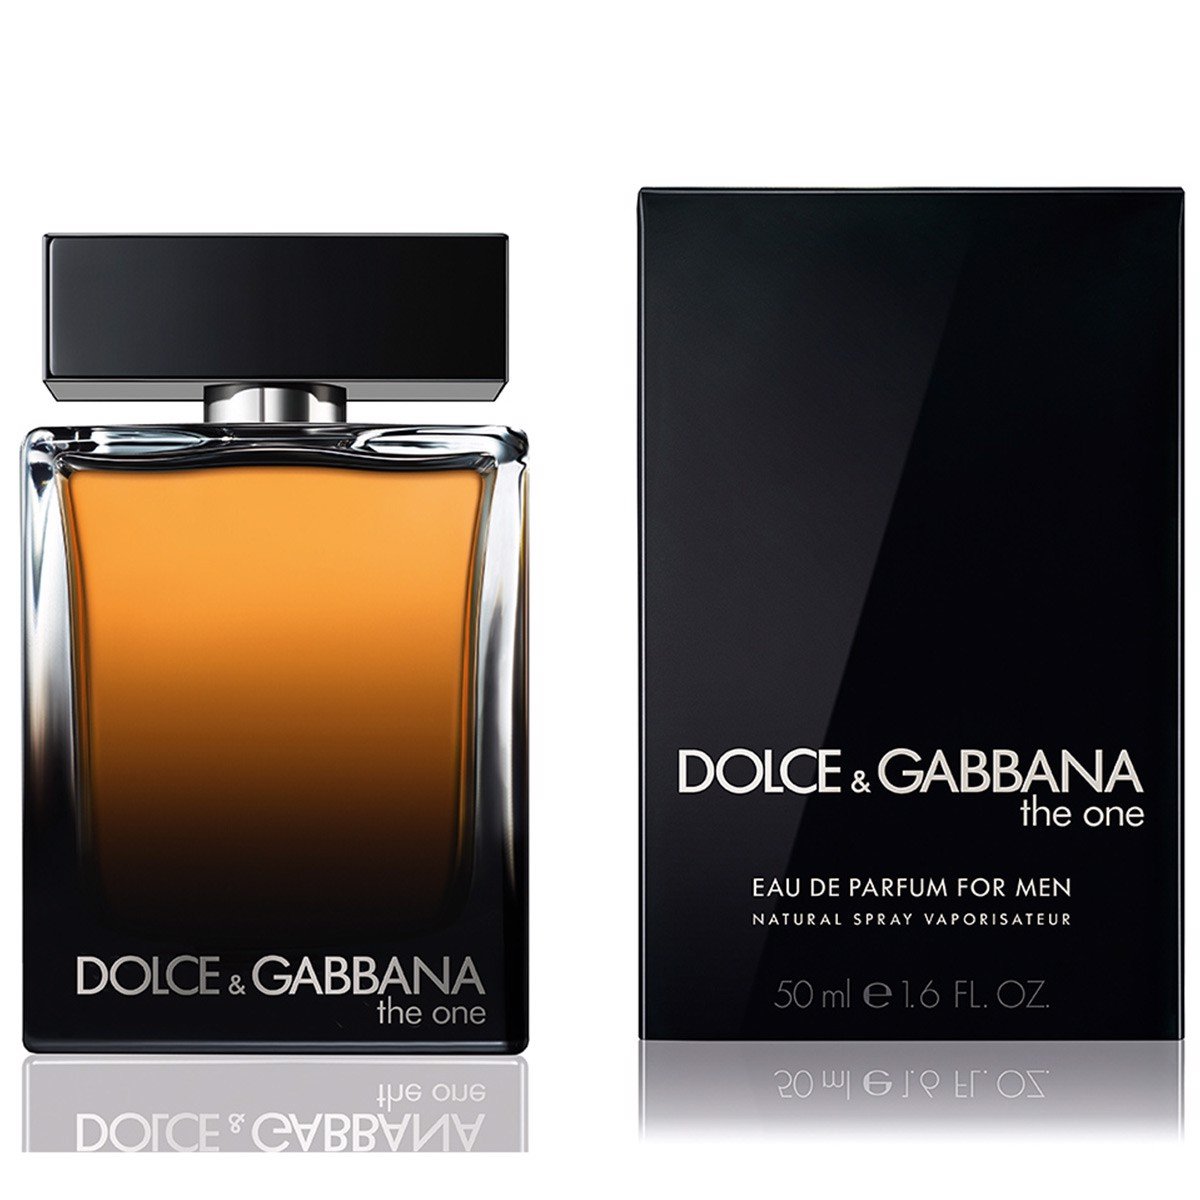 DOLCE & GABBANA
the one
DOLCE & GABBANA
the one
EAU DE PARFUM FOR MEN
NATURAL SPRAY VAPORISATEUR
50 ml e 1.6 FL. OZ.